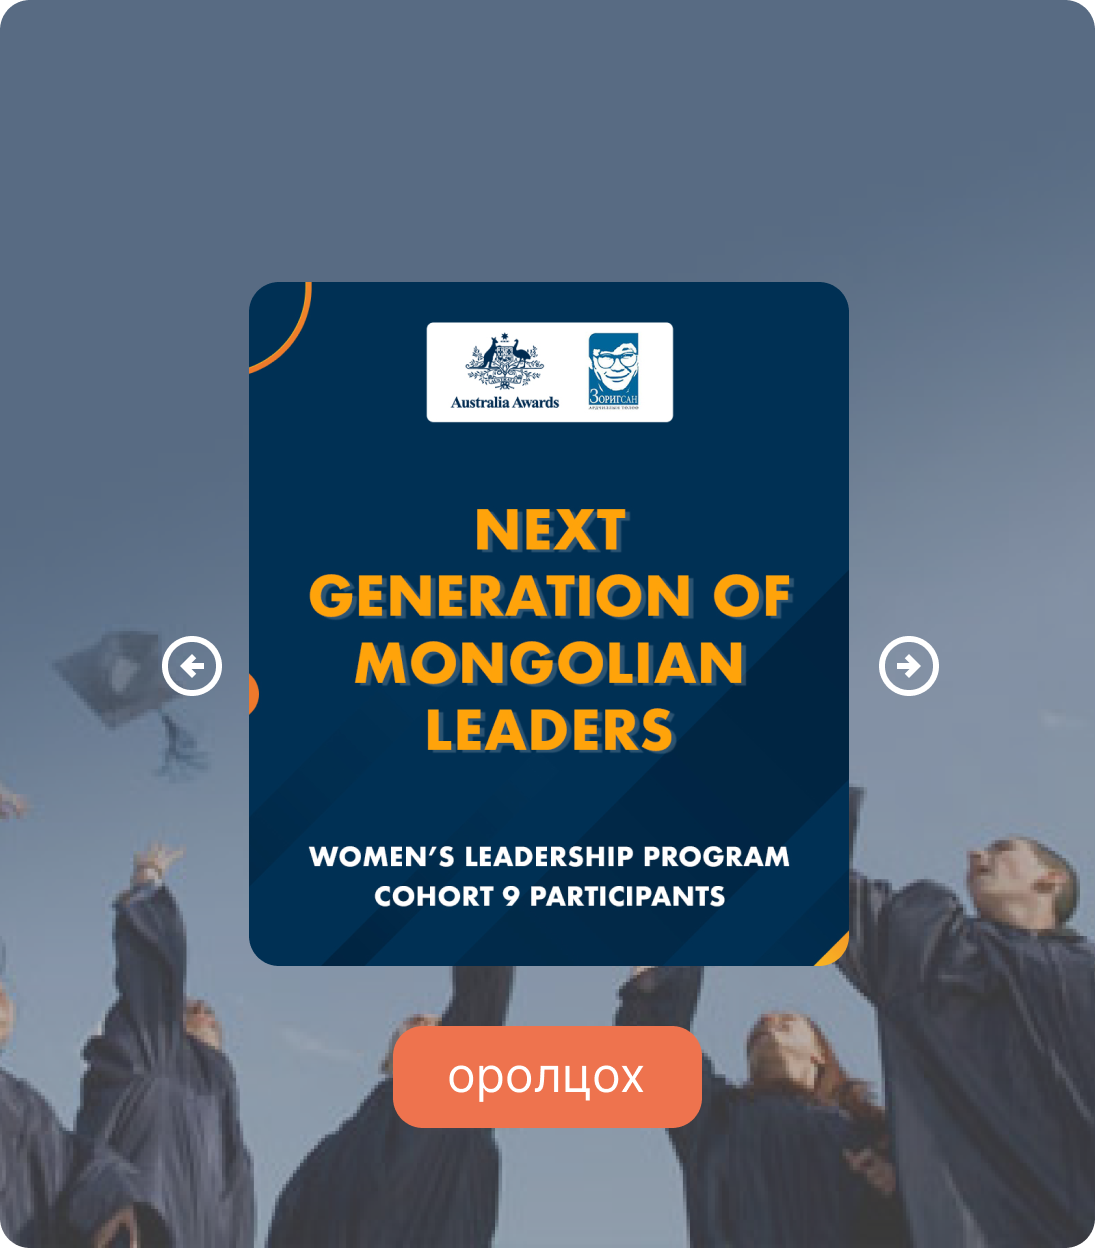 Australia Awards
Зоригсан
NEXT
GENERATION OF
MONGOLIAN
LEADERS
WOMEN'S LEADERSHIP PROGRAM
COHORT 9 PARTICIPANTS
оролцох